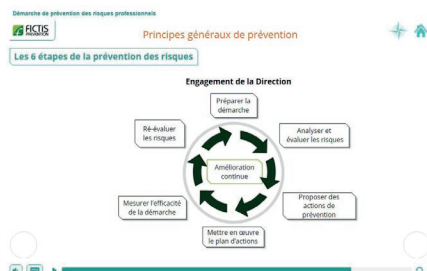 Démarche de prévention des risques professionnels
FICTIS
PREVENTION
Principes généraux de prévention
Les 6 étapes de la prévention des risques
Engagement de la Direction
Préparer la
démarche
Ré-évaluer
les risques
Analyser et
évaluer les risques
Amélioration
continue
Mesurer l'efficacité
de la démarche
Proposer des
actions de
prévention
Mettre en œuvre
le plan d'actions